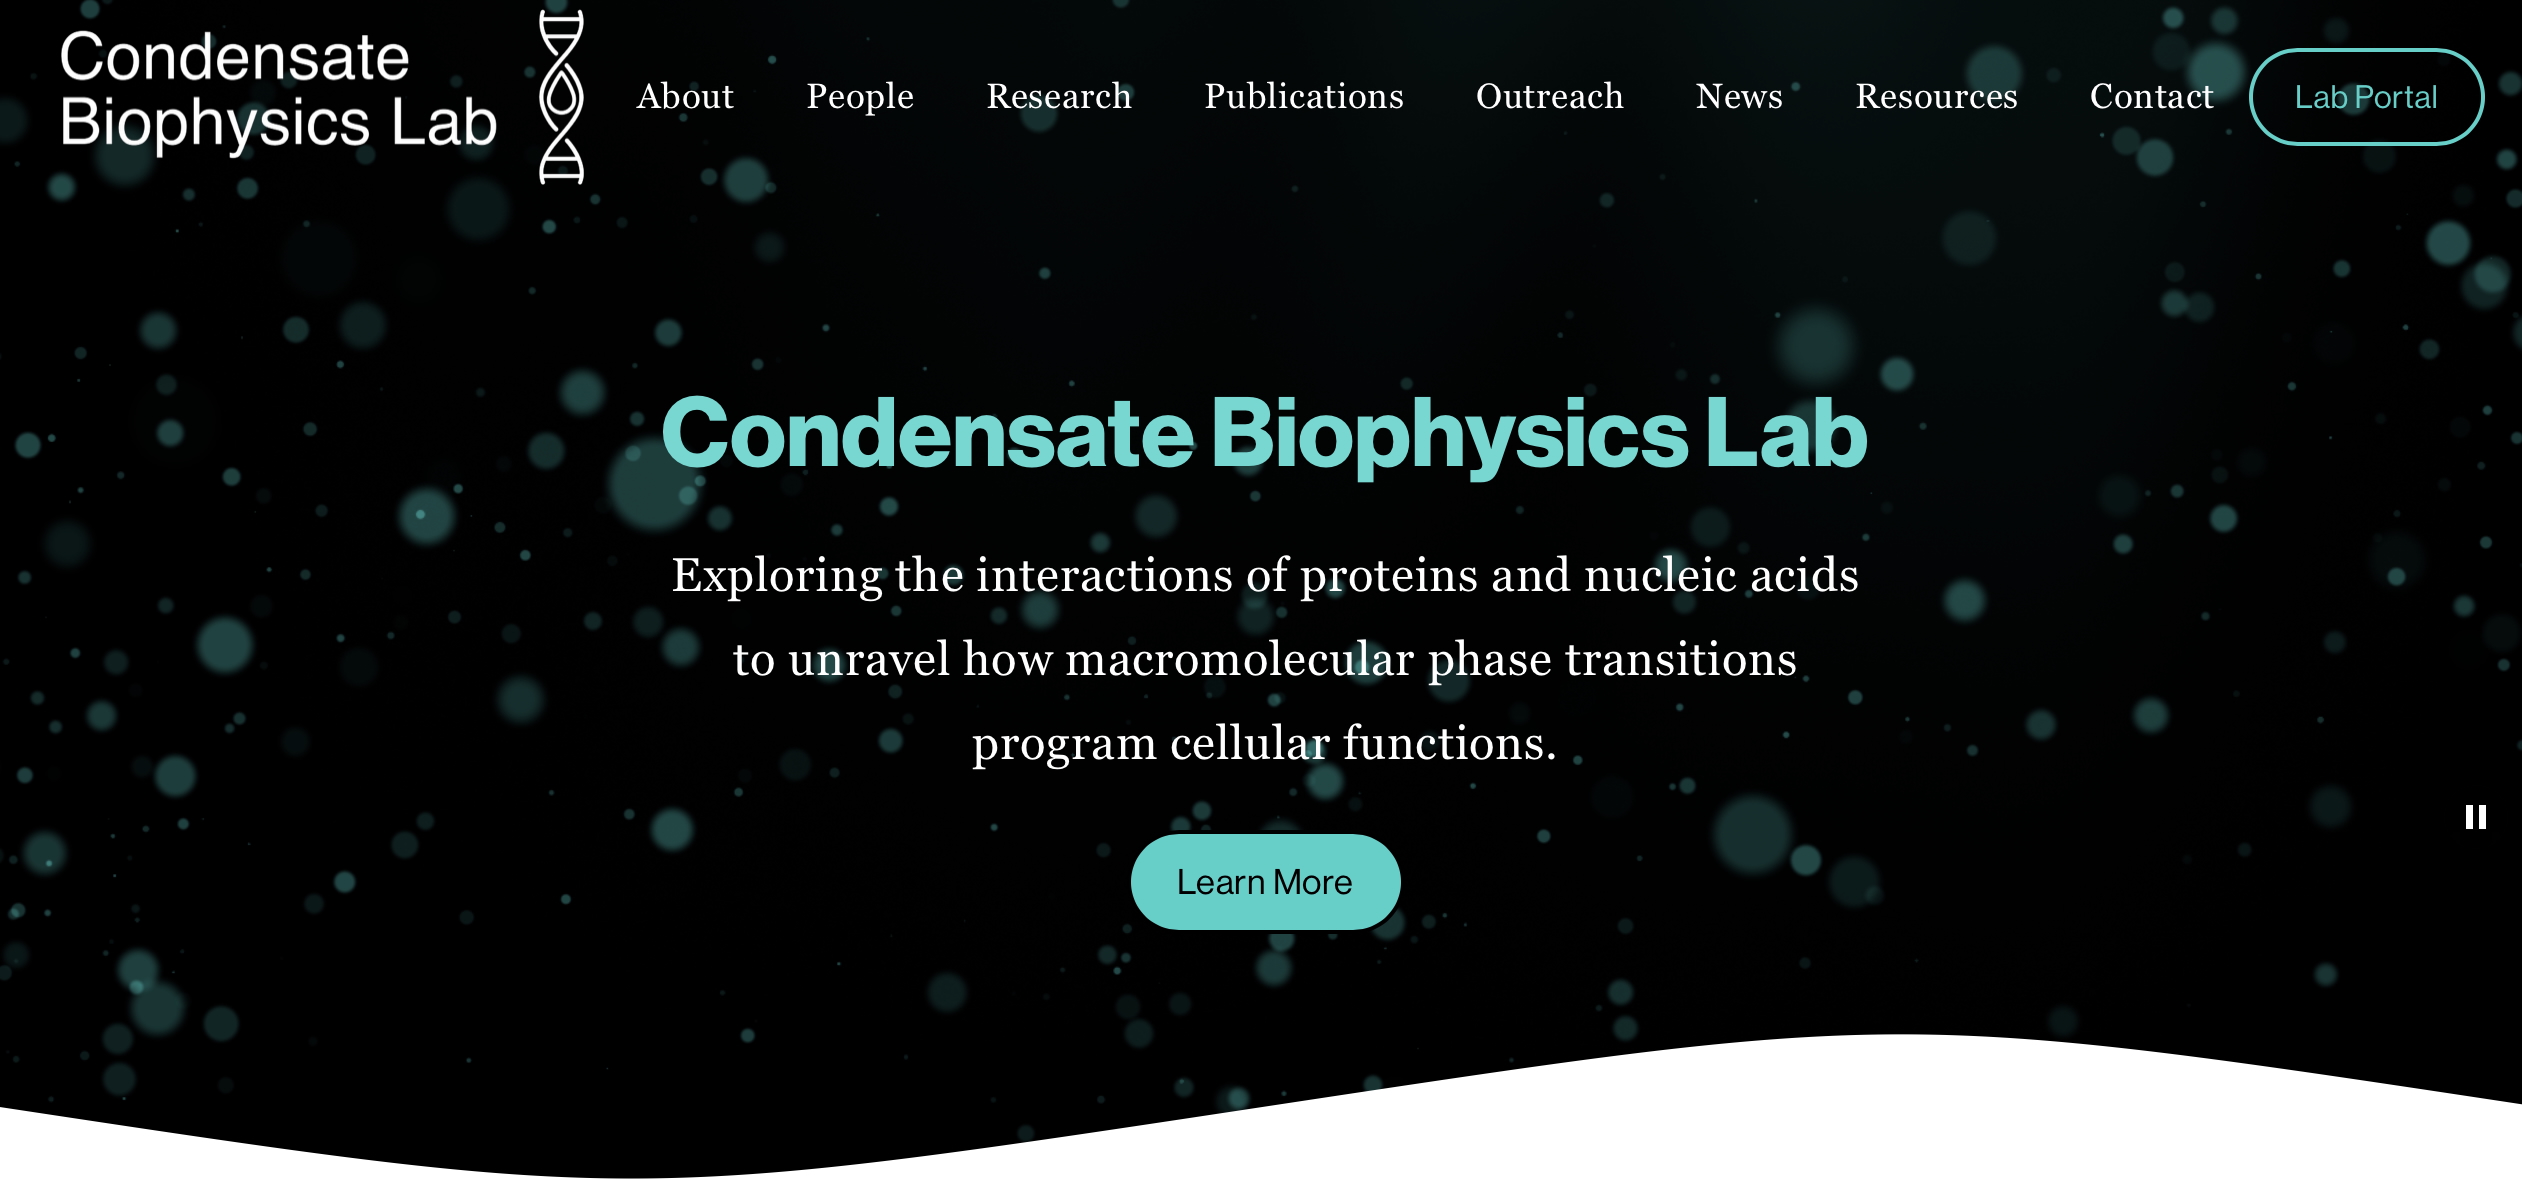 Condensate
Biophysics Lab
About People Research Publications Outreach News Resources Contact Lab Portal
Condensate Biophysics Lab
Exploring the interactions of proteins and nucleic acids
to unravel how macromolecular phase transitions
program cellular functions.
Learn More